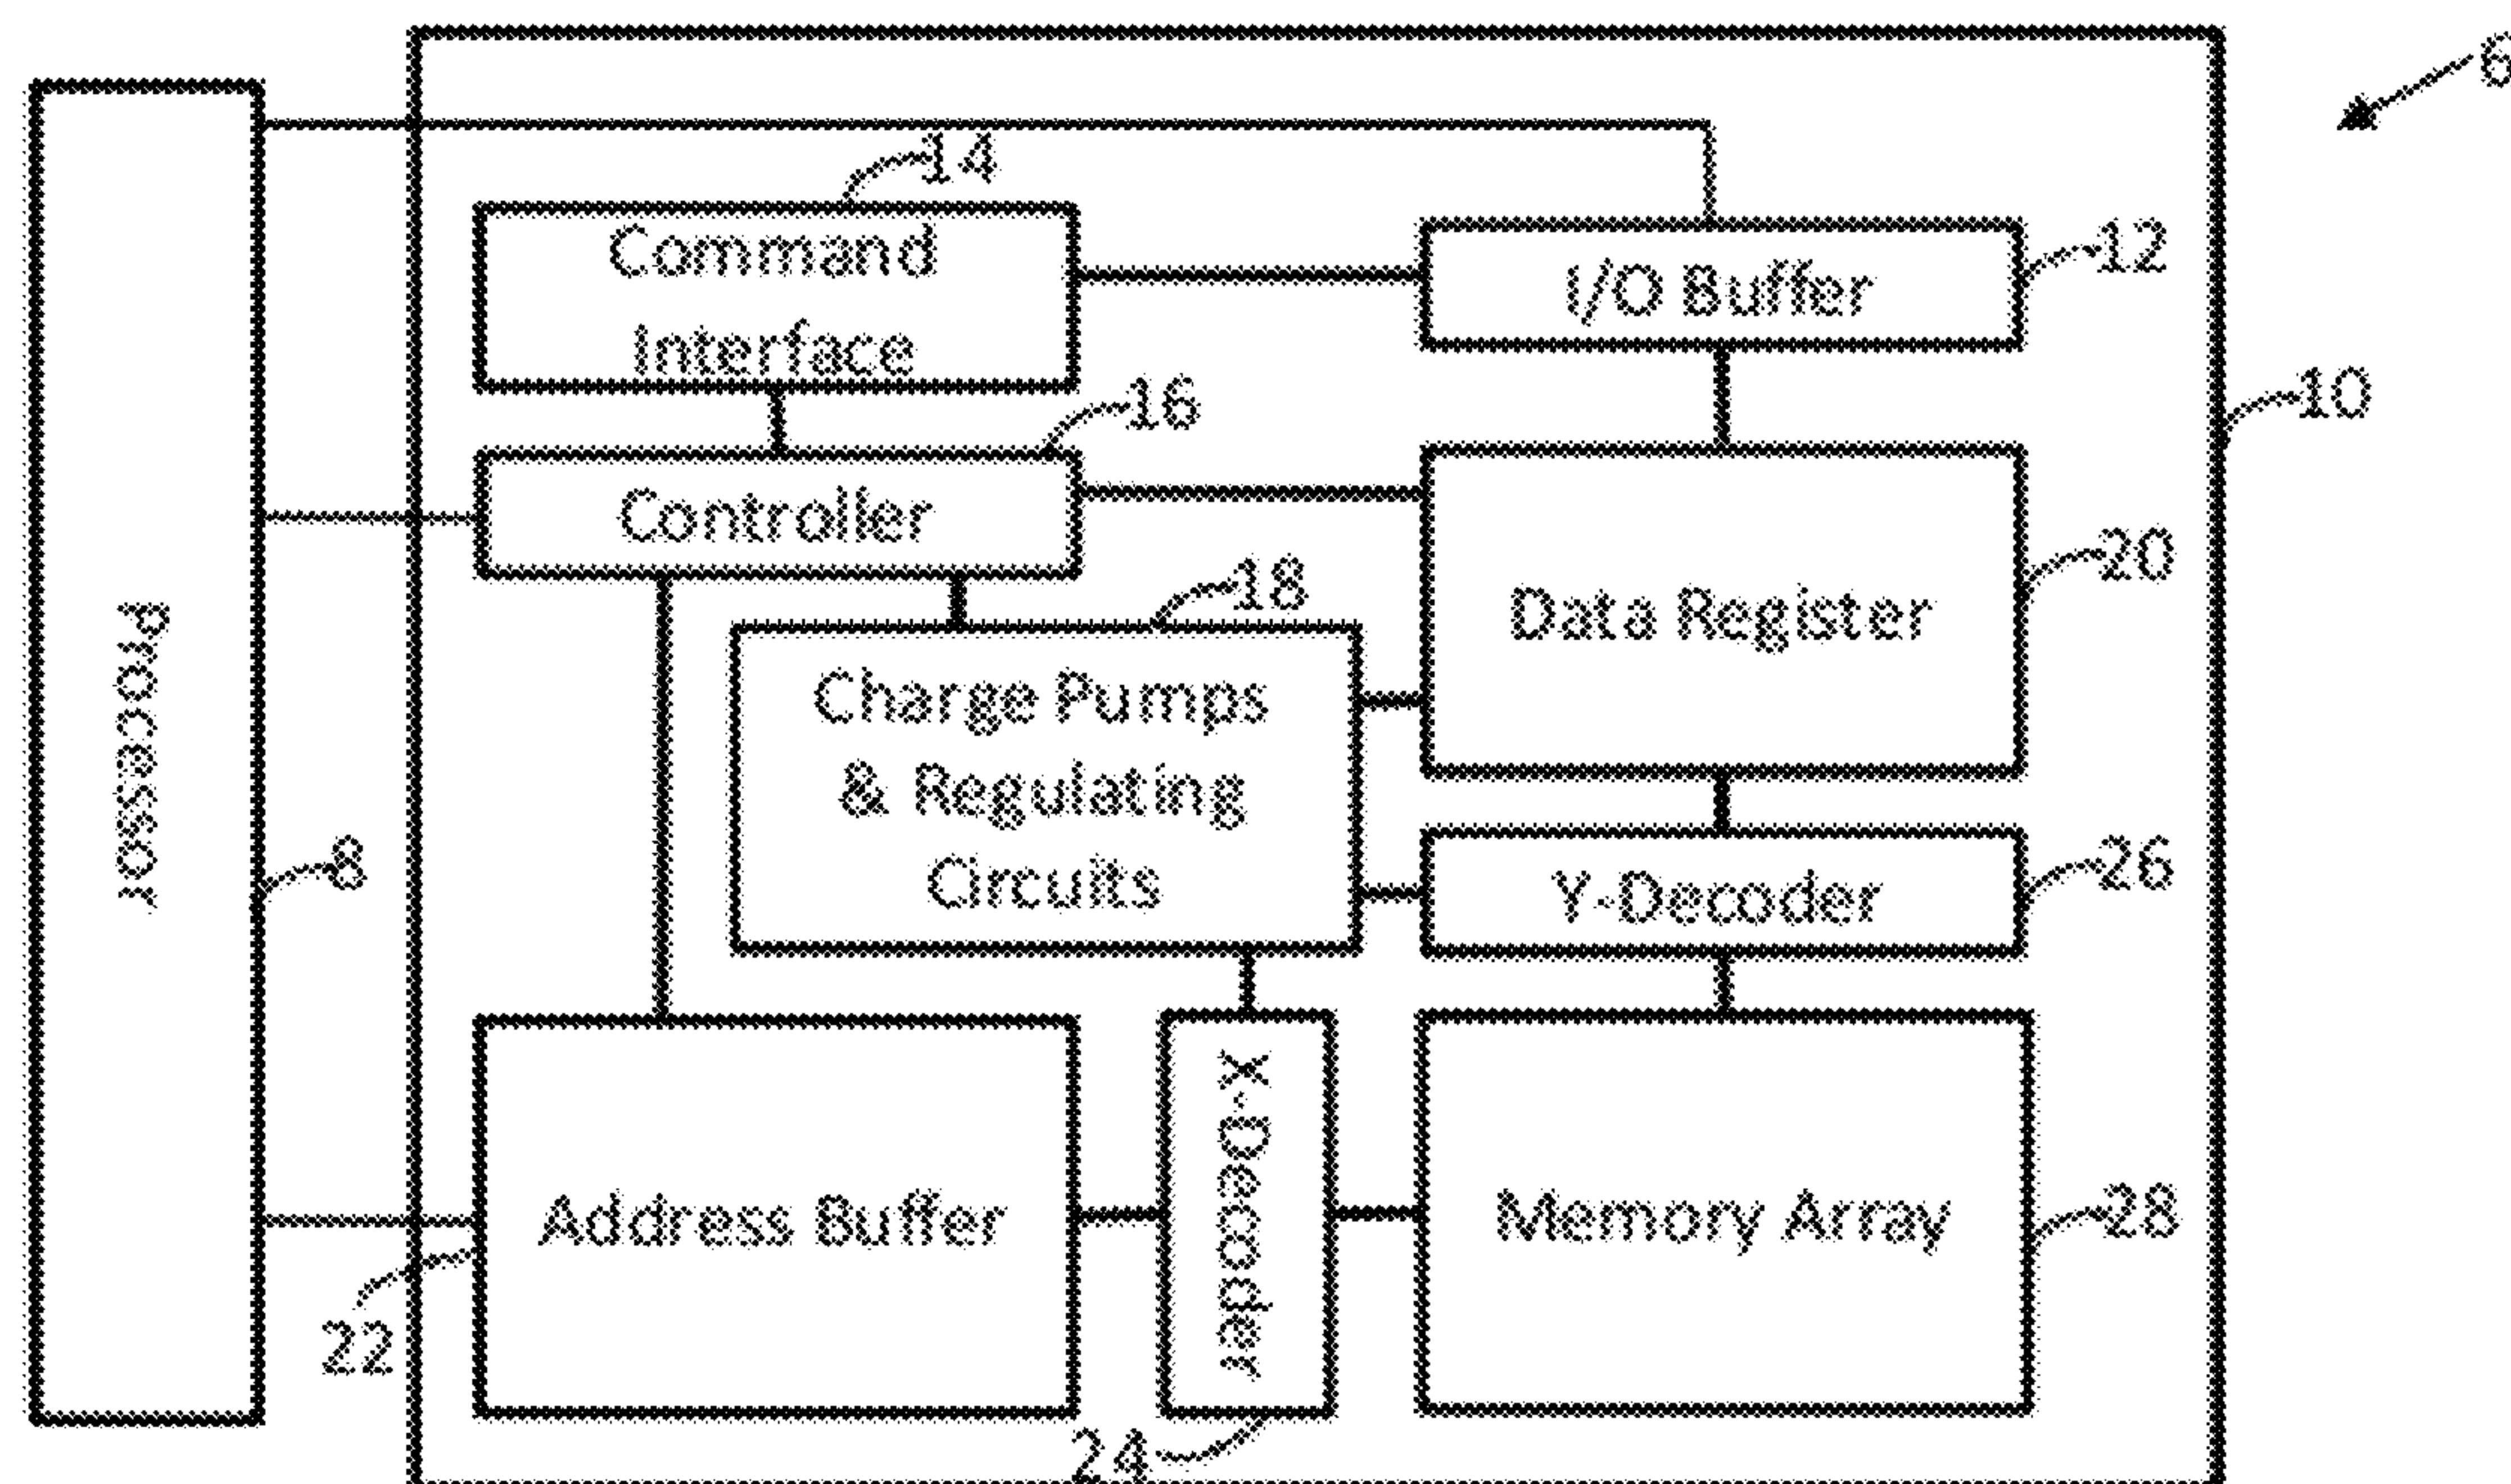 6
14
Command
Interface
I/O Buffer
12
10
16
Controller
18
Data Register
20
processor
8
Charge Pumps
& Regulating
Circuits
Y-Decoder
26
Address Buffer
22
X-Decoder
24
Memory Array
28